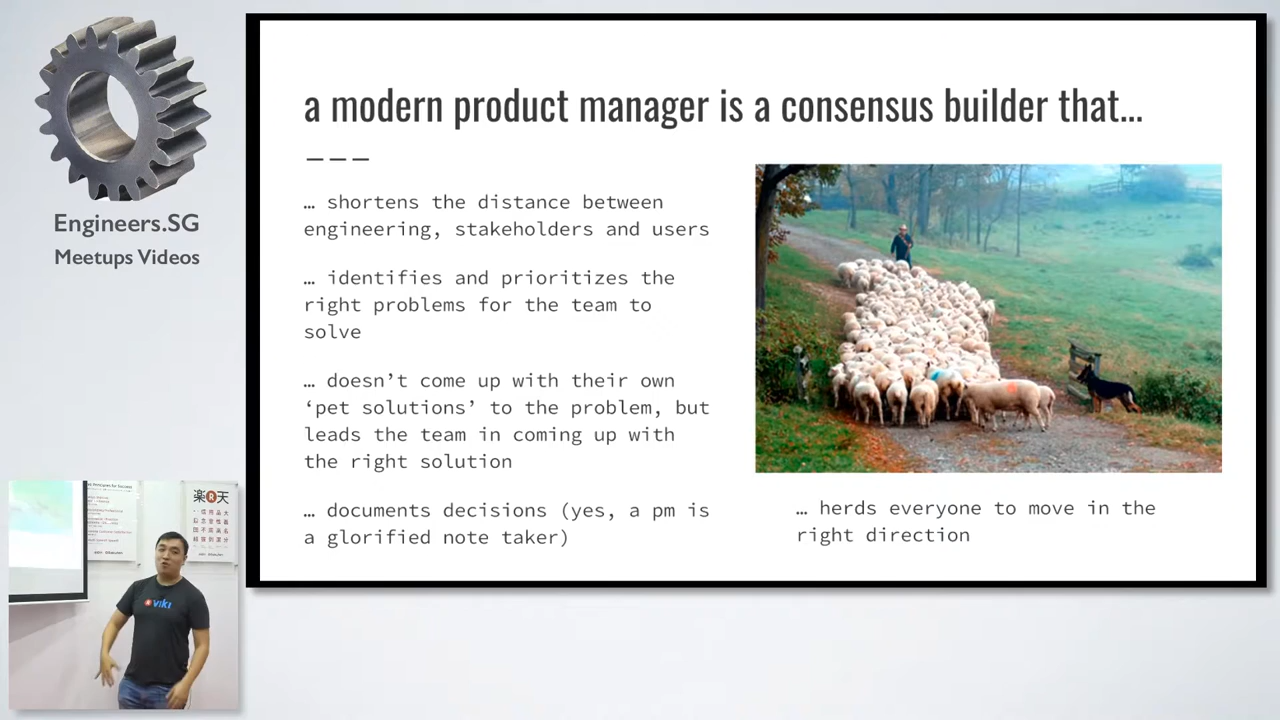 Engineers.SG
Meetups Videos
a modern product manager is a consensus builder that...
… shortens the distance between
engineering, stakeholders and users
… identifies and prioritizes the
right problems for the team to
solve
… doesn’t come up with their own
‘pet solutions’ to the problem, but
leads the team in coming up with
the right solution
… documents decisions (yes, a pm is
a glorified note taker)
… herds everyone to move in the
right direction
楽R天
viki